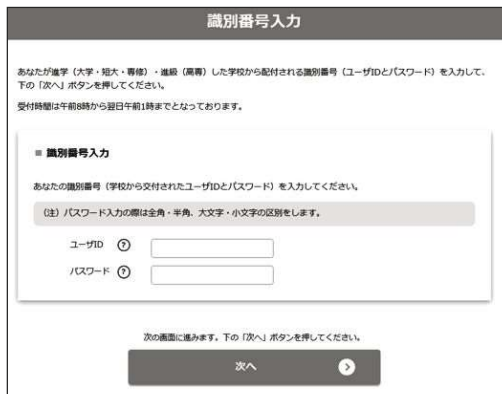 識別番号入力
あなたが進学（大学・短大・専修）・進級（高専）した学校から配付される識別番号（ユーザIDとパスワード）を入力して、
下の「次へ」ボタンを押してください。
受付時間は午前8時から翌日午前1時までとなっております。
■ 識別番号入力
あなたの識別番号（学校から交付されたユーザIDとパスワード）を入力してください。
（注）パスワード入力の際は全角・半角、大文字・小文字の区別をします。
ユーザID ?
パスワード ?
次の画面に進みます。下の「次へ」ボタンを押してください。
次へ